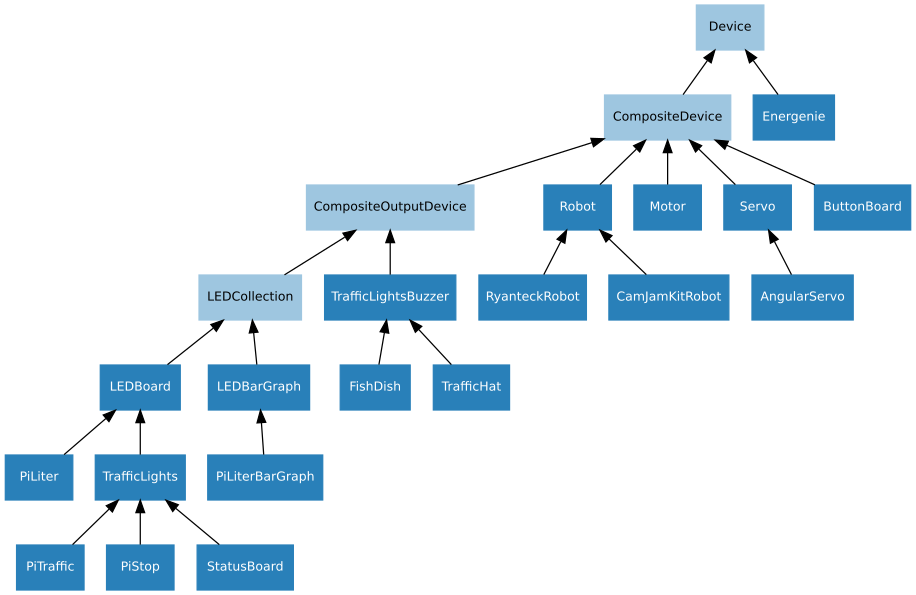 Device
CompositeDevice
Energenie
CompositeOutputDevice
Robot
Motor
Servo
ButtonBoard
LEDCollection
TrafficLightsBuzzer
RyanteckRobot
CamJamKitRobot
AngularServo
LEDBoard
LEDBarGraph
FishDish
TrafficHat
PiLiter
TrafficLights
PiLiterBarGraph
PiTraffic
PiStop
StatusBoard